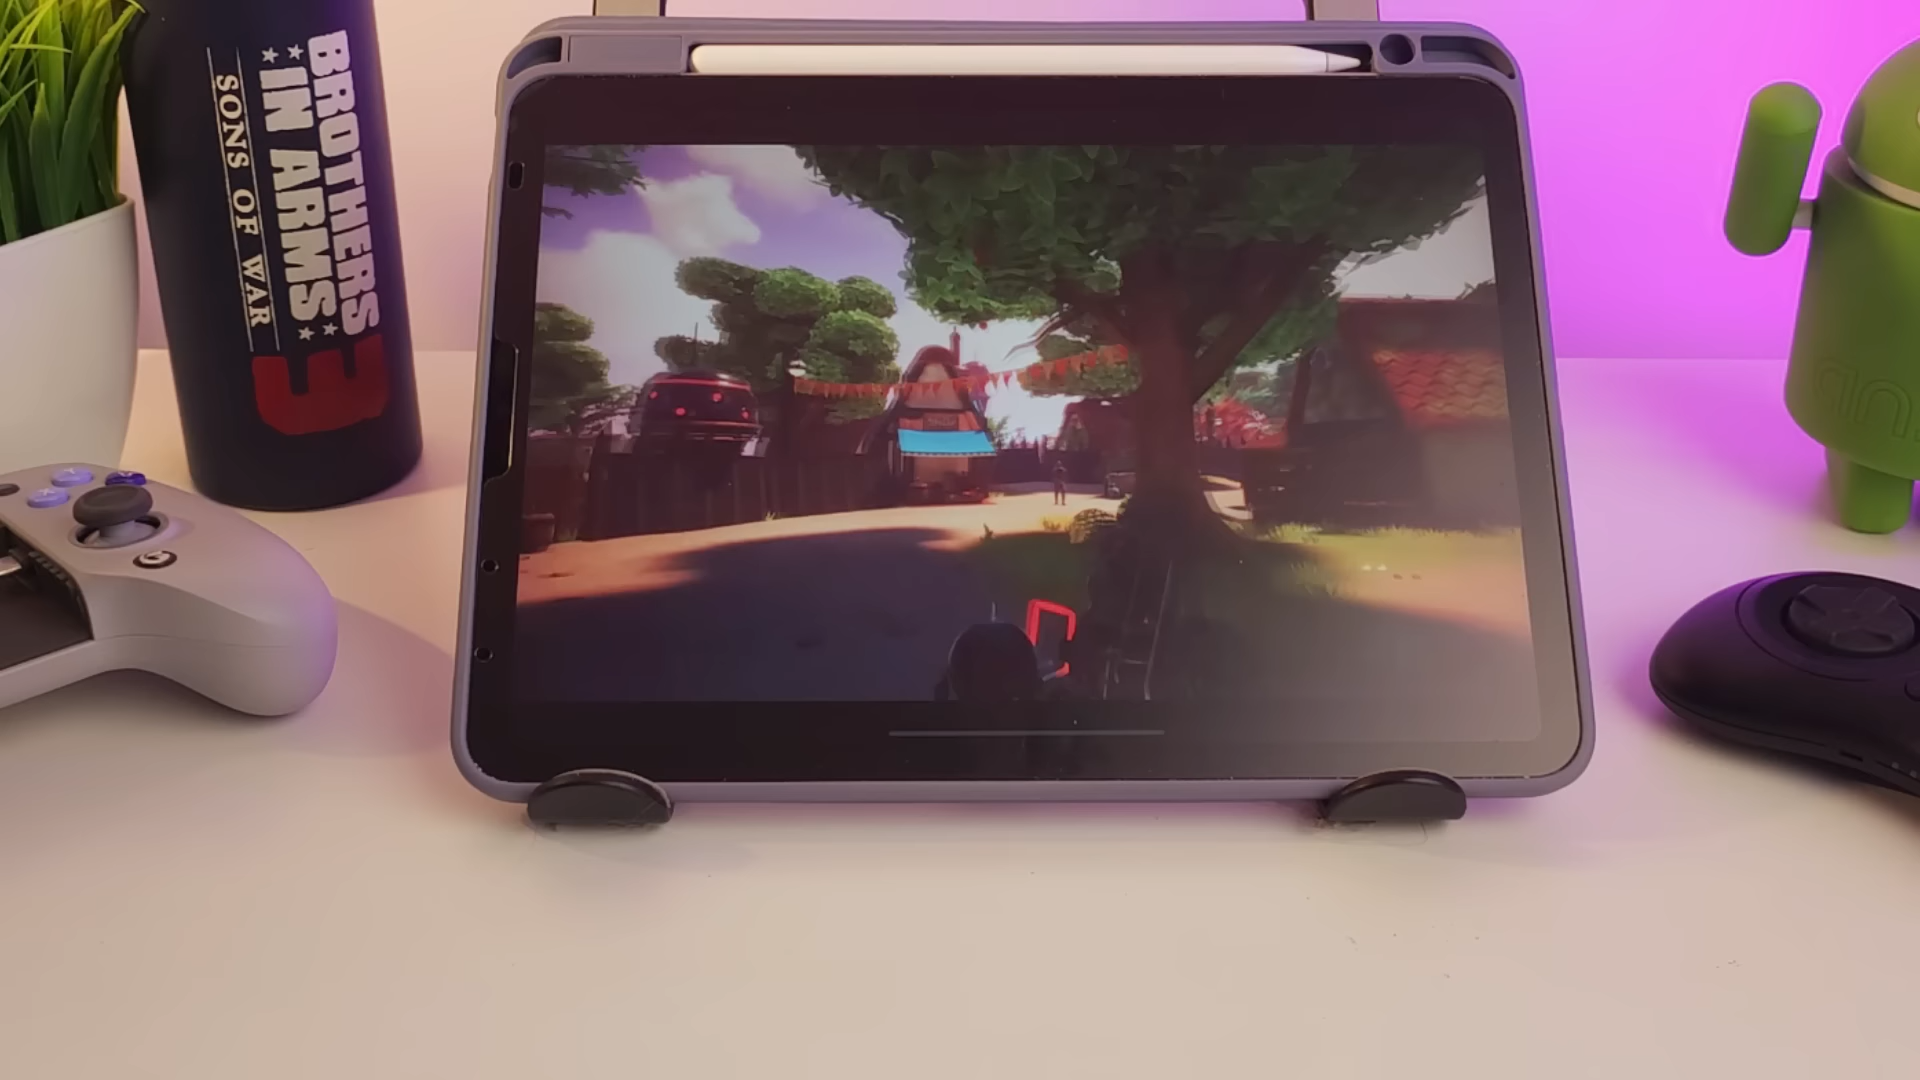 BROTHERS
IN ARMS
3
SONS OF WAR
Y
X